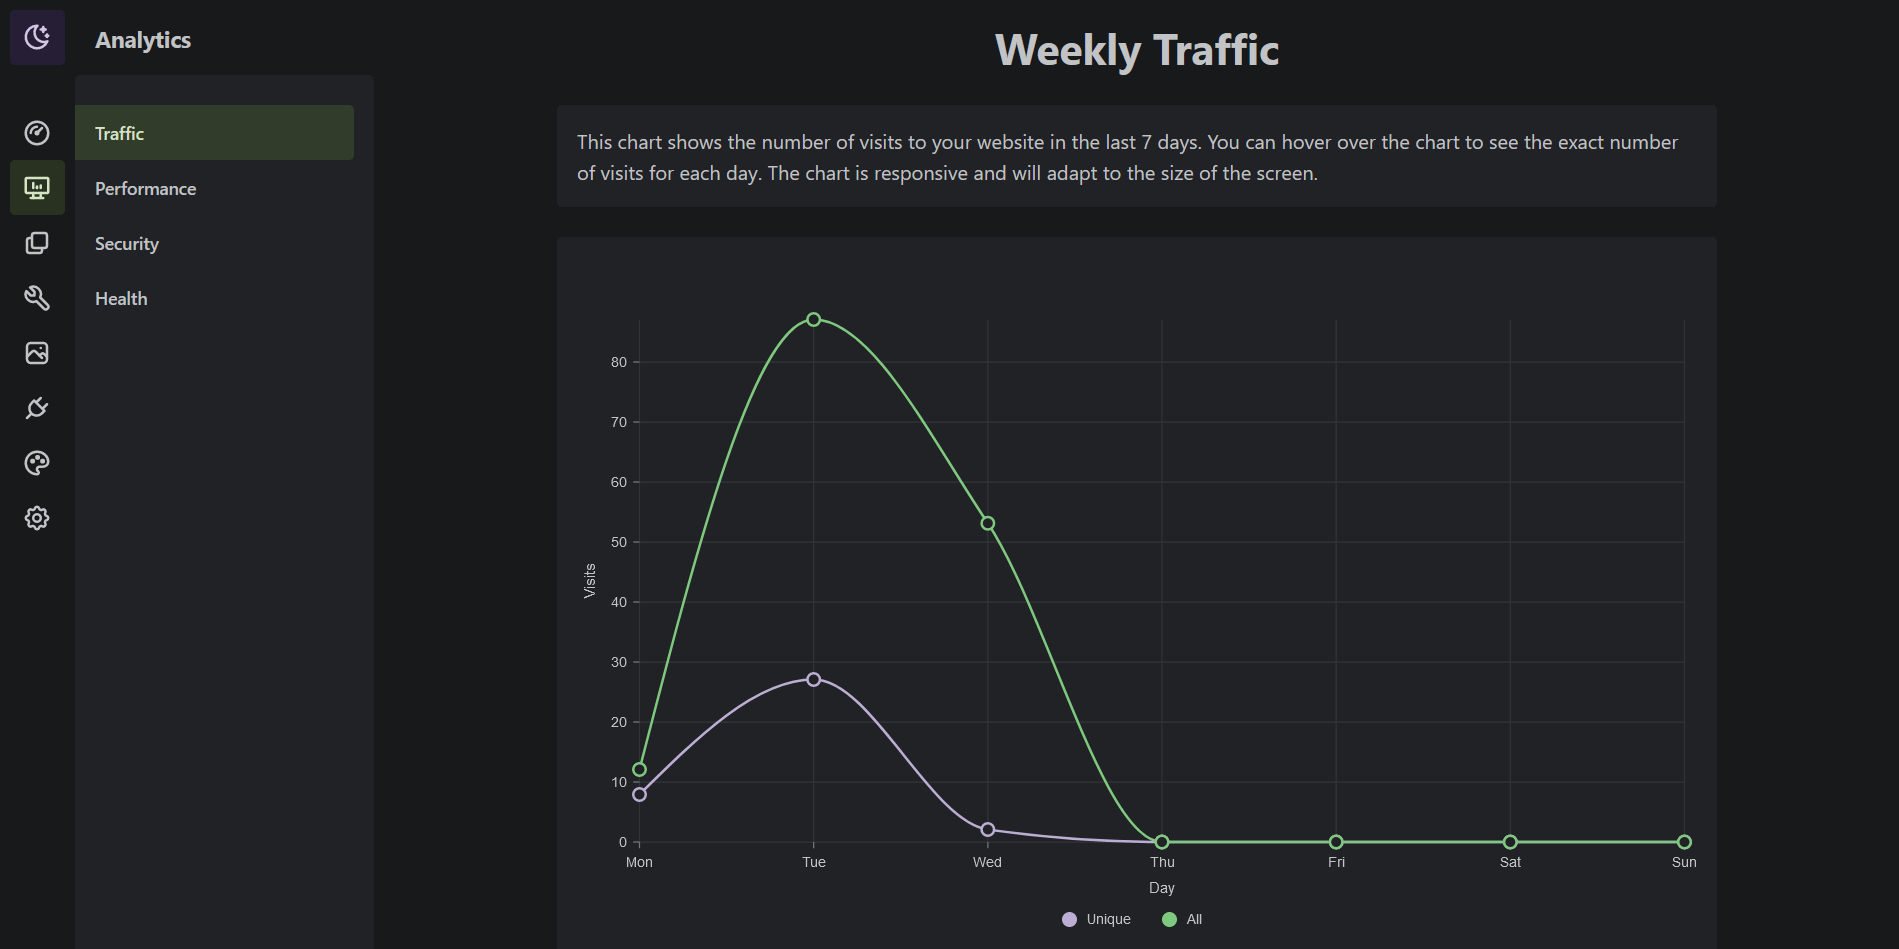 Analytics
Traffic
Performance
Security
Health
Weekly Traffic
This chart shows the number of visits to your website in the last 7 days. You can hover over the chart to see the exact number
of visits for each day. The chart is responsive and will adapt to the size of the screen.
80
70
60
50
40
30
20
10
0
Visits
Mon Tue Wed Thu Fri Sat Sun
Day
Unique All